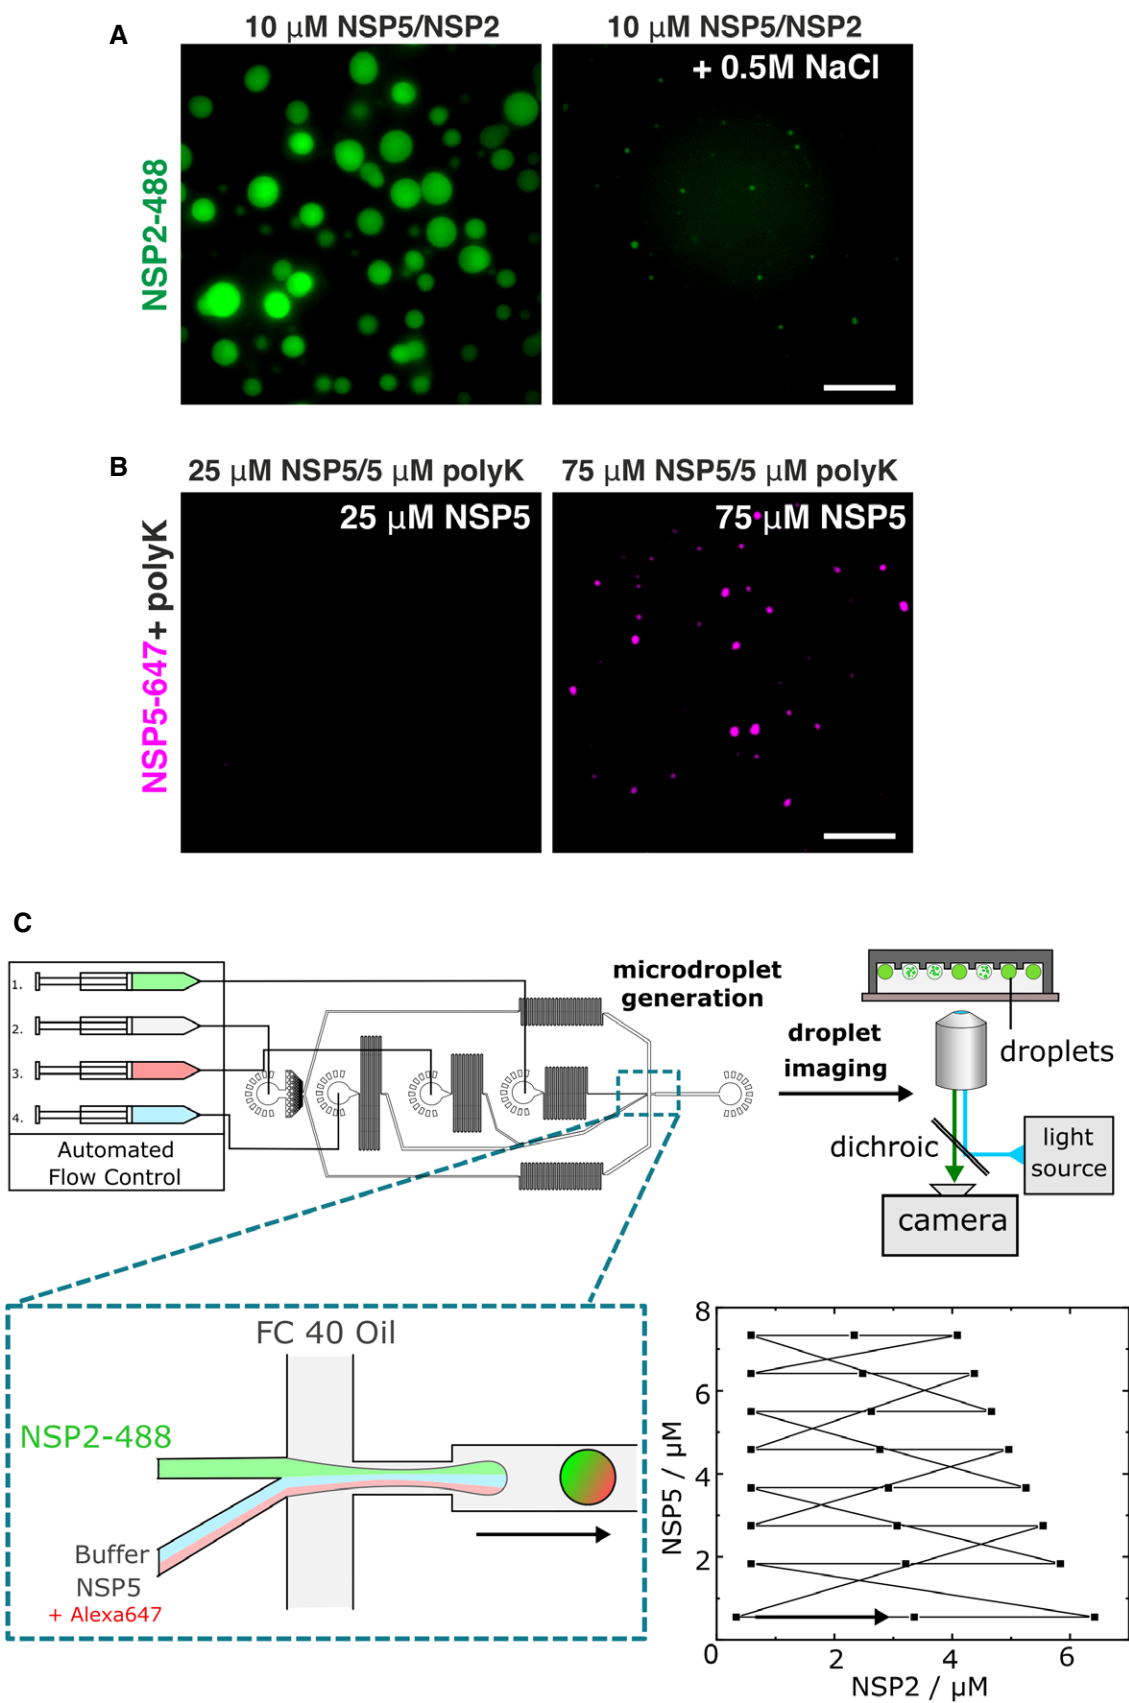 A
10 µM NSP5/NSP2
10 µM NSP5/NSP2
+ 0.5M NaCl
NSP2-488
B
25 µM NSP5/5 µM polyK
75 µM NSP5/5 µM polyK
25 µM NSP5
75 µM NSP5
NSP5-647+ polyK
C
1.
2.
3.
4.
Automated
Flow Control
microdroplet
generation
droplet
imaging
droplets
dichroic
light
source
camera
FC 40 Oil
NSP2-488
Buffer
NSP5
+ Alexa647
8
6
4
2
0
2
4
6
NSP5 / µM
NSP2 / µM